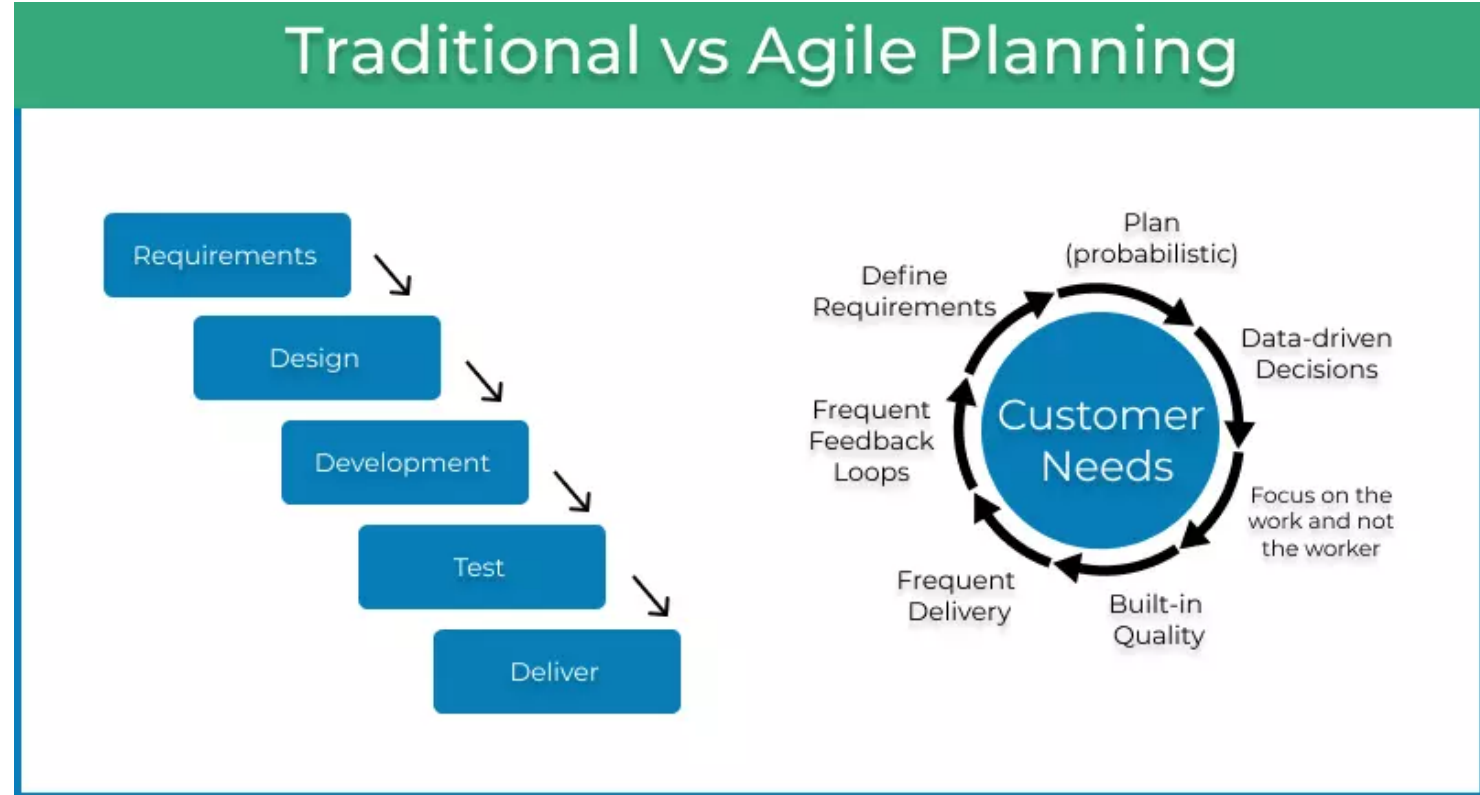 Traditional vs Agile Planning
Requirements
Design
Development
Test
Deliver
Plan
(probabilistic)
Data-driven
Decisions
Focus on the
work and not
the worker
Built-in
Quality
Frequent
Delivery
Frequent
Feedback
Loops
Define
Requirements
Customer
Needs